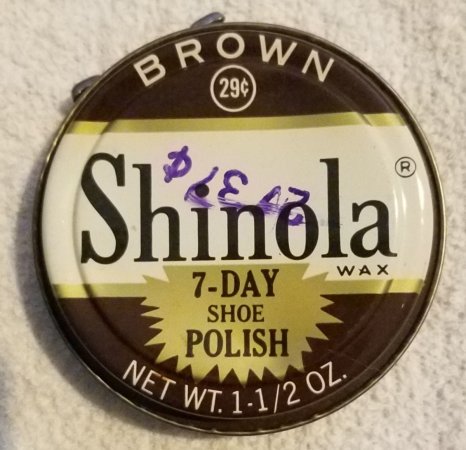 BROWN
29¢
Shinola®
WAX
7-DAY
SHOE
POLISH
NET WT. 1-1/2 OZ.